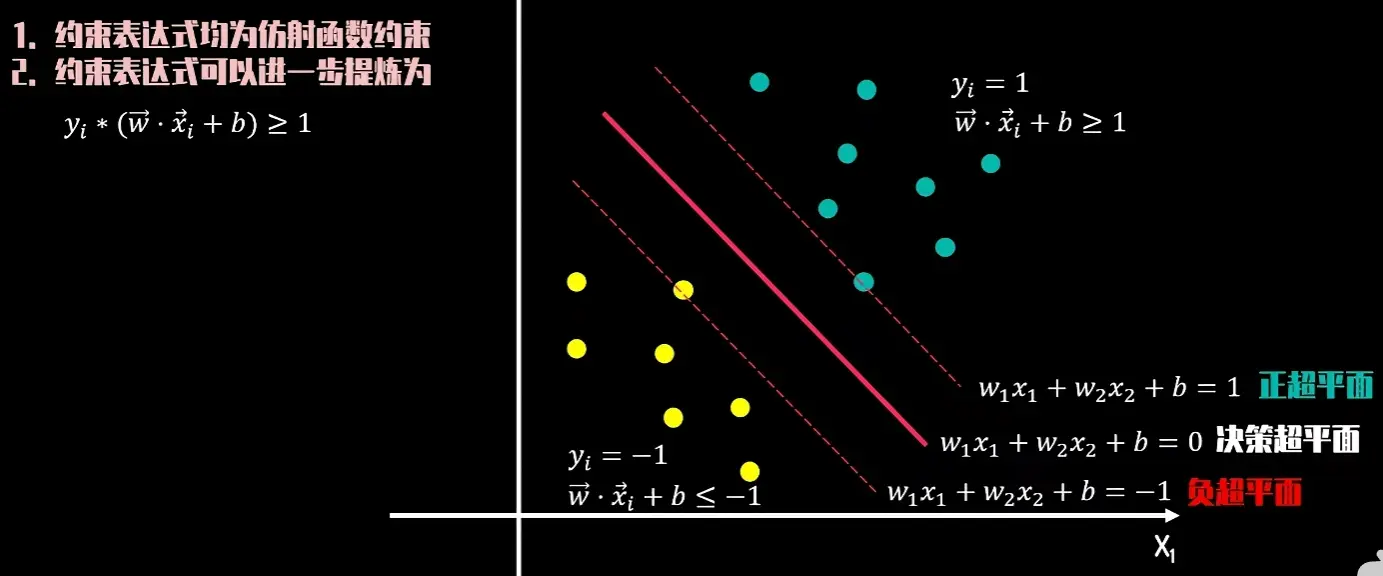 1. 约束表达式均为仿射函数约束
2. 约束表达式可以进一步提炼为
$y_i * (\vec{w} \cdot \vec{x}_i + b) \geq 1$
$y_i = 1$
$\vec{w} \cdot \vec{x}_i + b \geq 1$
$w_1x_1 + w_2x_2 + b = 1$ 正超平面
$w_1x_1 + w_2x_2 + b = 0$ 决策超平面
$y_i = -1$
$\vec{w} \cdot \vec{x}_i + b \leq -1$
$w_1x_1 + w_2x_2 + b = -1$ 负超平面
$X_1$